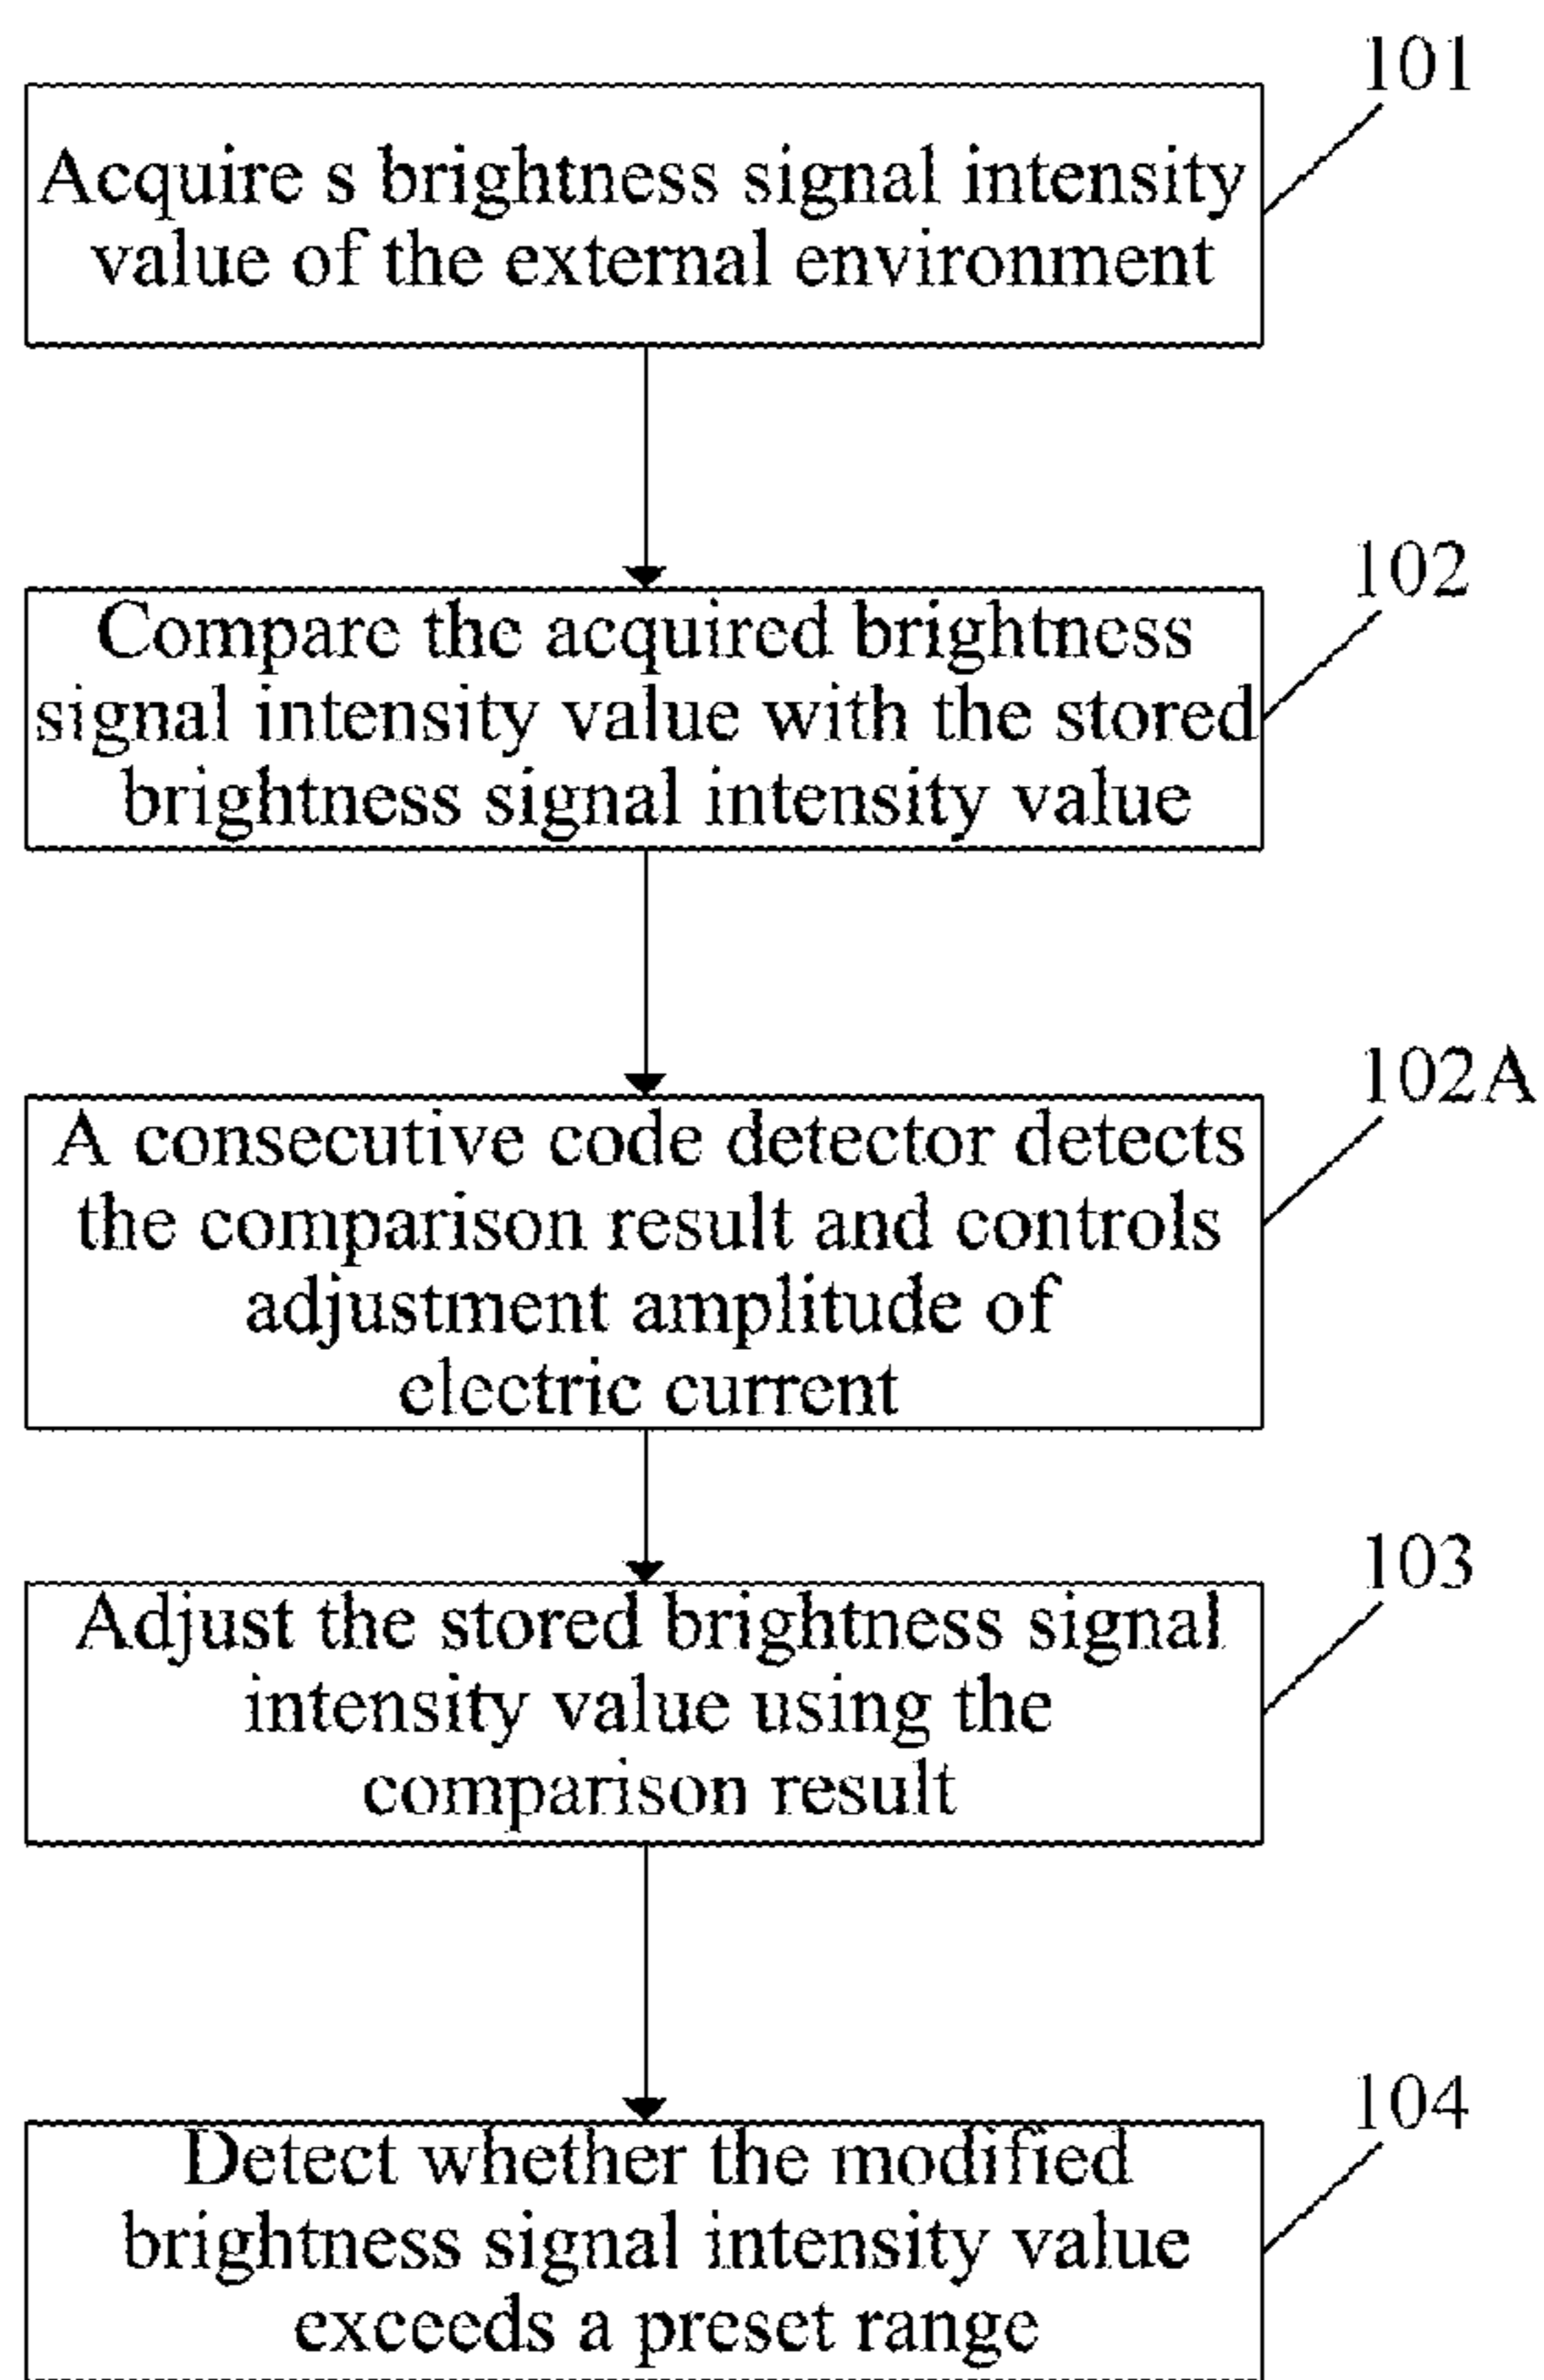 101
Acquire s brightness signal intensity
value of the external environment
102
Compare the acquired brightness
signal intensity value with the stored
brightness signal intensity value
102A
A consecutive code detector detects
the comparison result and controls
adjustment amplitude of
electric current
103
Adjust the stored brightness signal
intensity value using the
comparison result
104
Detect whether the modified
brightness signal intensity value
exceeds a preset range